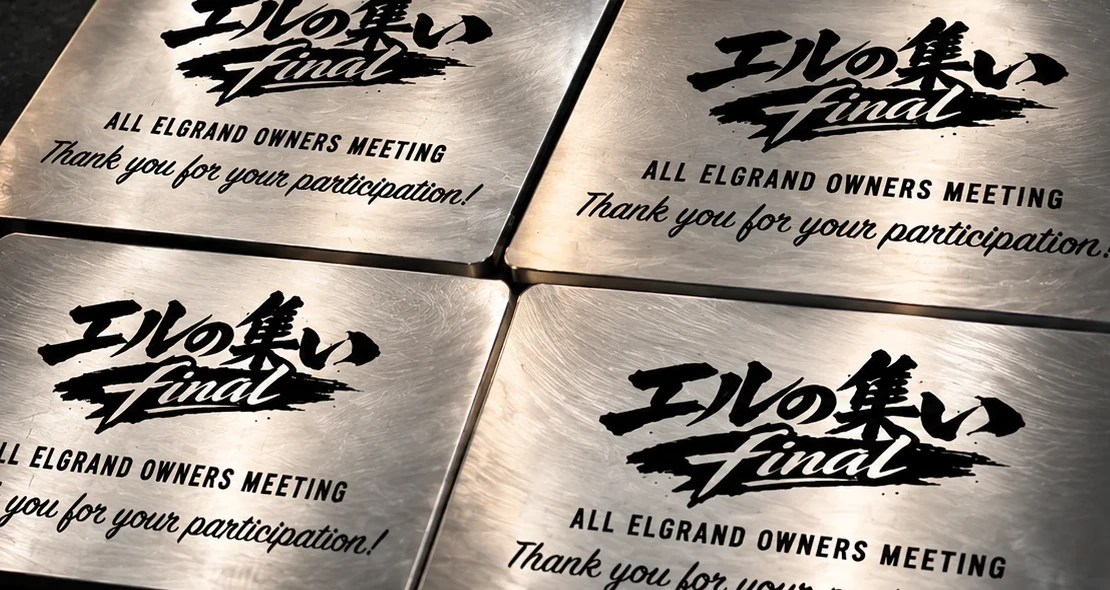 エルの集い
final
ALL ELGRAND OWNERS MEETING
Thank you for your participation!
エルの集い
final
ALL ELGRAND OWNERS MEETING
Thank you for your participation!
エルの集い
final
ELGRAND OWNERS MEETING
you for your participation!
エルの集い
final
ALL ELGRAND OWNERS MEETING
Thank you for your